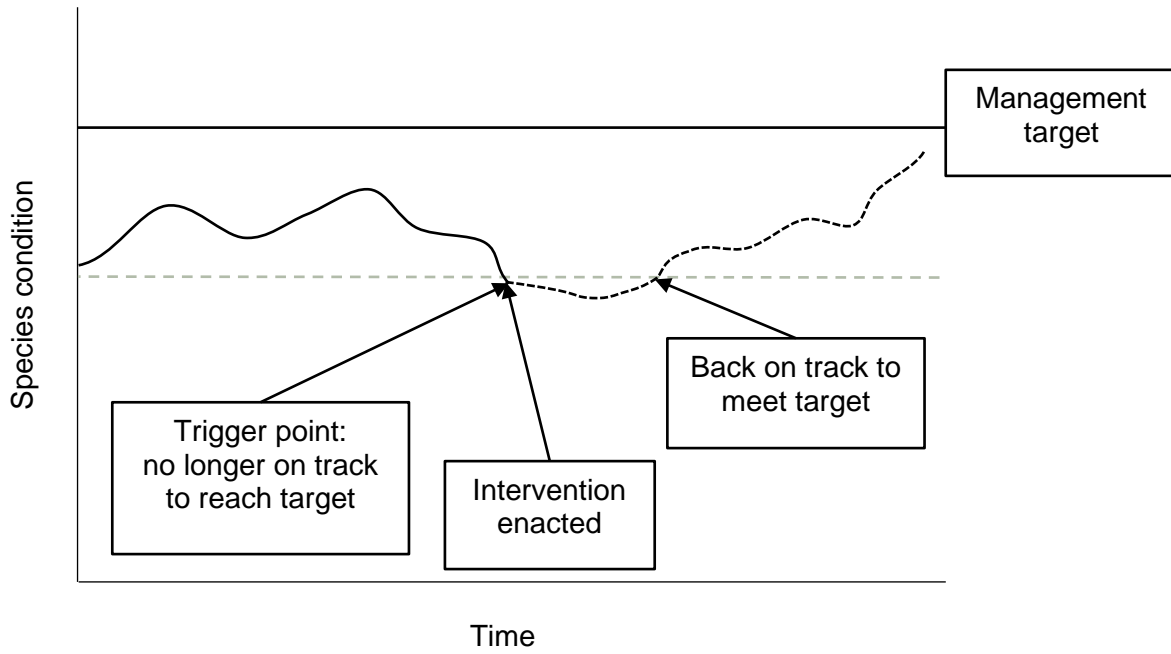 Management
target
Species condition
Back on track to
meet target
Trigger point:
no longer on track
to reach target
Intervention
enacted
Time